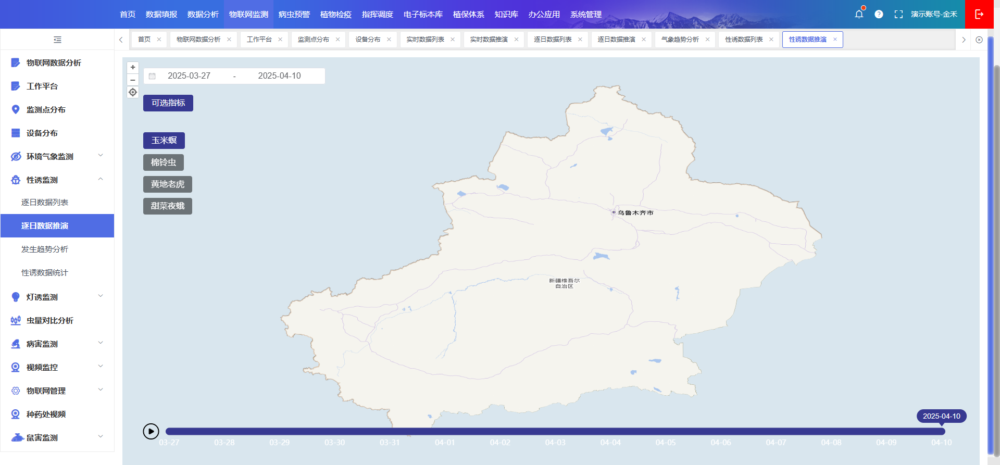 首页 数据填报 数据分析 物联网监测 病虫预警 植物检疫 指挥调度 电子标本库 植保体系 知识库 办公应用 系统管理 演示账号-金禾
首页 物联网数据分析 工作平台 监测点分布 设备分布 实时数据列表 实时数据推演 逐日数据列表 逐日数据推演 气象趋势分析 性诱数据列表 性诱数据推演
物联网数据分析
工作平台
监测点分布
设备分布
环境气象监测
性诱监测
逐日数据列表
逐日数据推演
发生趋势分析
性诱数据统计
灯诱监测
虫量对比分析
病害监测
视频监控
物联网管理
种药处视频
鼠害监测
2025-03-27 - 2025-04-10
可选指标
玉米螟
棉铃虫
黄地老虎
甜菜夜蛾
乌鲁木齐市
新疆维吾尔
自治区
2025-04-10
03-27 03-28 03-29 03-30 03-31 04-01 04-02 04-03 04-04 04-05 04-06 04-07 04-08 04-09 04-10